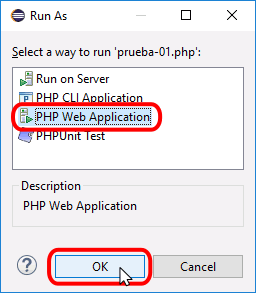 Run As
Select a way to run 'prueba-01.php':
Run on Server
PHP CLI Application
PHP Web Application
PHPUnit Test
Description
PHP Web Application
OK
Cancel